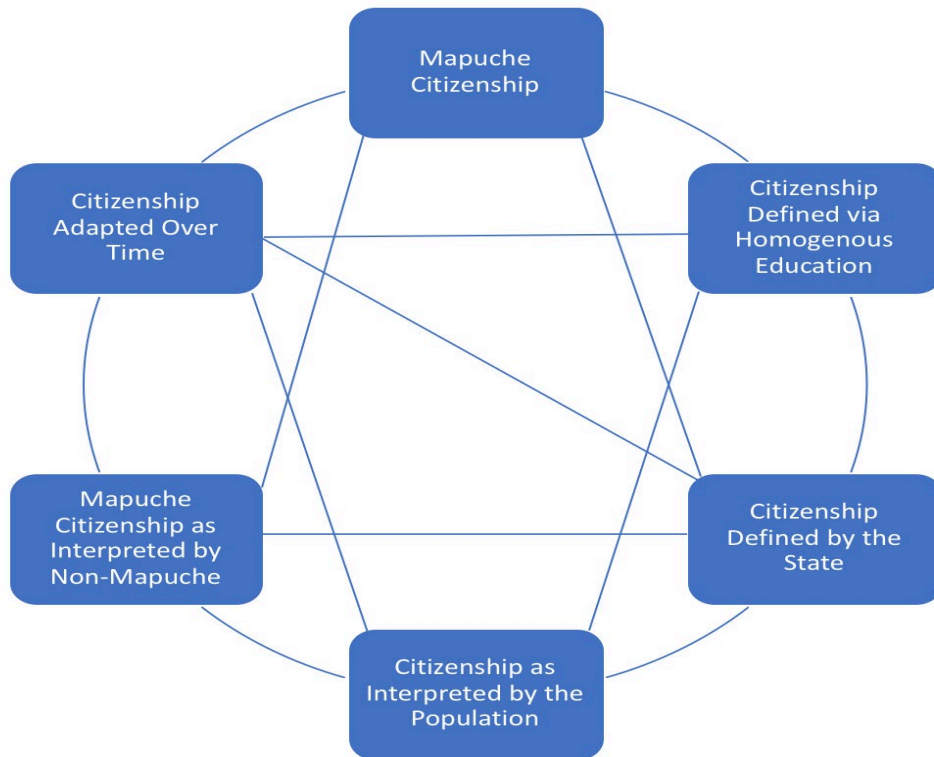 Mapuche
Citizenship
Citizenship
Adapted Over
Time
Citizenship
Defined via
Homogenous
Education
Mapuche
Citizenship as
Interpreted by
Non-Mapuche
Citizenship
Defined by the
State
Citizenship as
Interpreted by the
Population